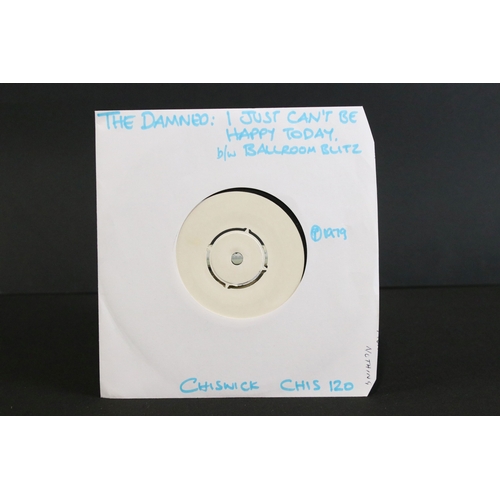 THE DAMNED: I JUST CAN'T BE
HAPPY TODAY.
b/w BALLROOM BLITZ
℗1979
CHISWICK CHIS 120